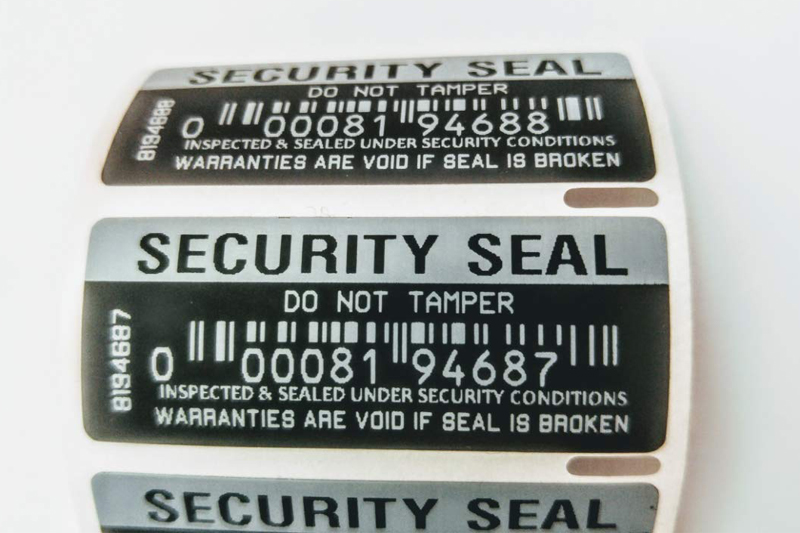 SECURITY SEAL
DO NOT TAMPER
8194688
0 00081 94688
INSPECTED & SEALED UNDER SECURITY CONDITIONS
WARRANTIES ARE VOID IF SEAL IS BROKEN
SECURITY SEAL
DO NOT TAMPER
8194687
0 00081 94687
INSPECTED & SEALED UNDER SECURITY CONDITIONS
WARRANTIES ARE VOID IF SEAL IS BROKEN
SECURITY SEAL